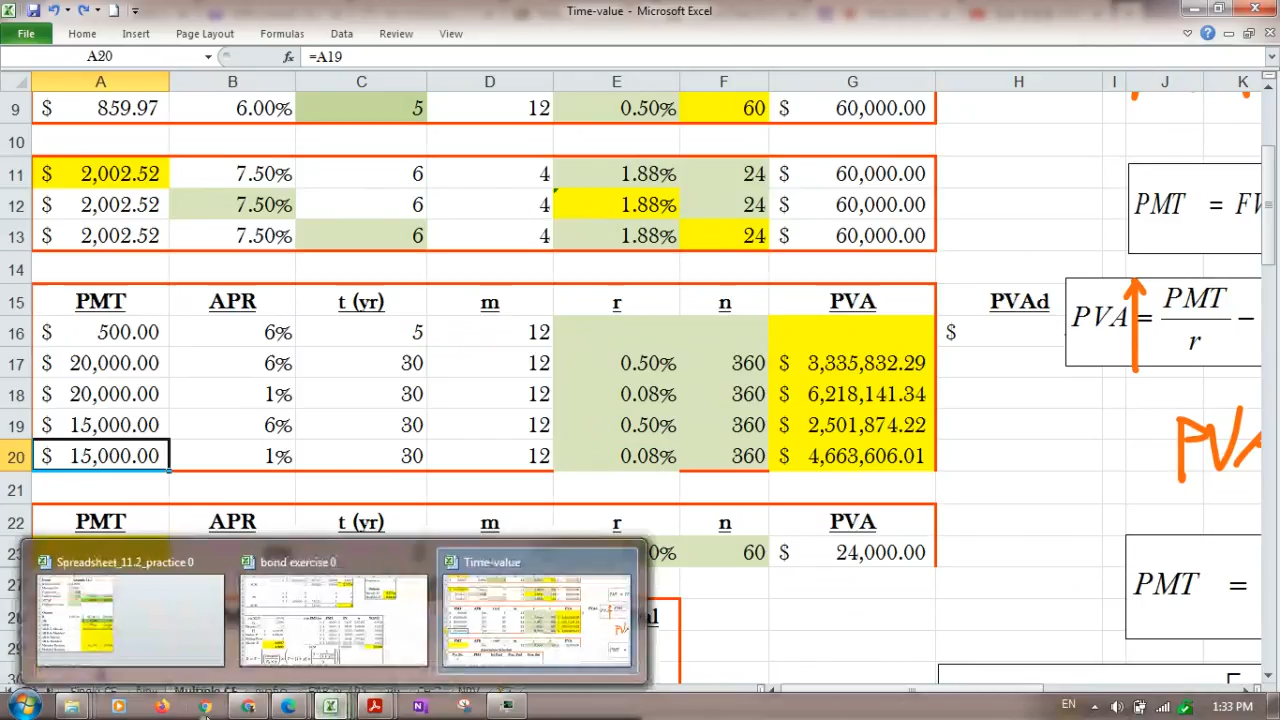 Time-value - Microsoft Excel
File Home Insert Page Layout Formulas Data Review View
A20 fx =A19
A B C D E F G H I J K
9 $ 859.97 6.00% 5 12 0.50% 60 $ 60,000.00
10
11 $ 2,002.52 7.50% 6 4 1.88% 24 $ 60,000.00
12 $ 2,002.52 7.50% 6 4 1.88% 24 $ 60,000.00
PMT = FV
13 $ 2,002.52 7.50% 6 4 1.88% 24 $ 60,000.00
14
15 PMT APR t (yr) m r n PVA PVAd
PVA = PMT / r −
16 $ 500.00 6% 5 12 $
17 $ 20,000.00 6% 30 12 0.50% 360 $ 3,335,832.29
18 $ 20,000.00 1% 30 12 0.08% 360 $ 6,218,141.34
19 $ 15,000.00 6% 30 12 0.50% 360 $ 2,501,874.22
PVA
20 $ 15,000.00 1% 30 12 0.08% 360 $ 4,663,606.01
21
22 PMT APR t (yr) m r n PVA
0% 60 $ 24,000.00
Spreadsheet_11.2_practice 0 bond exercise 0 Time-value
PMT =
EN 1:33 PM